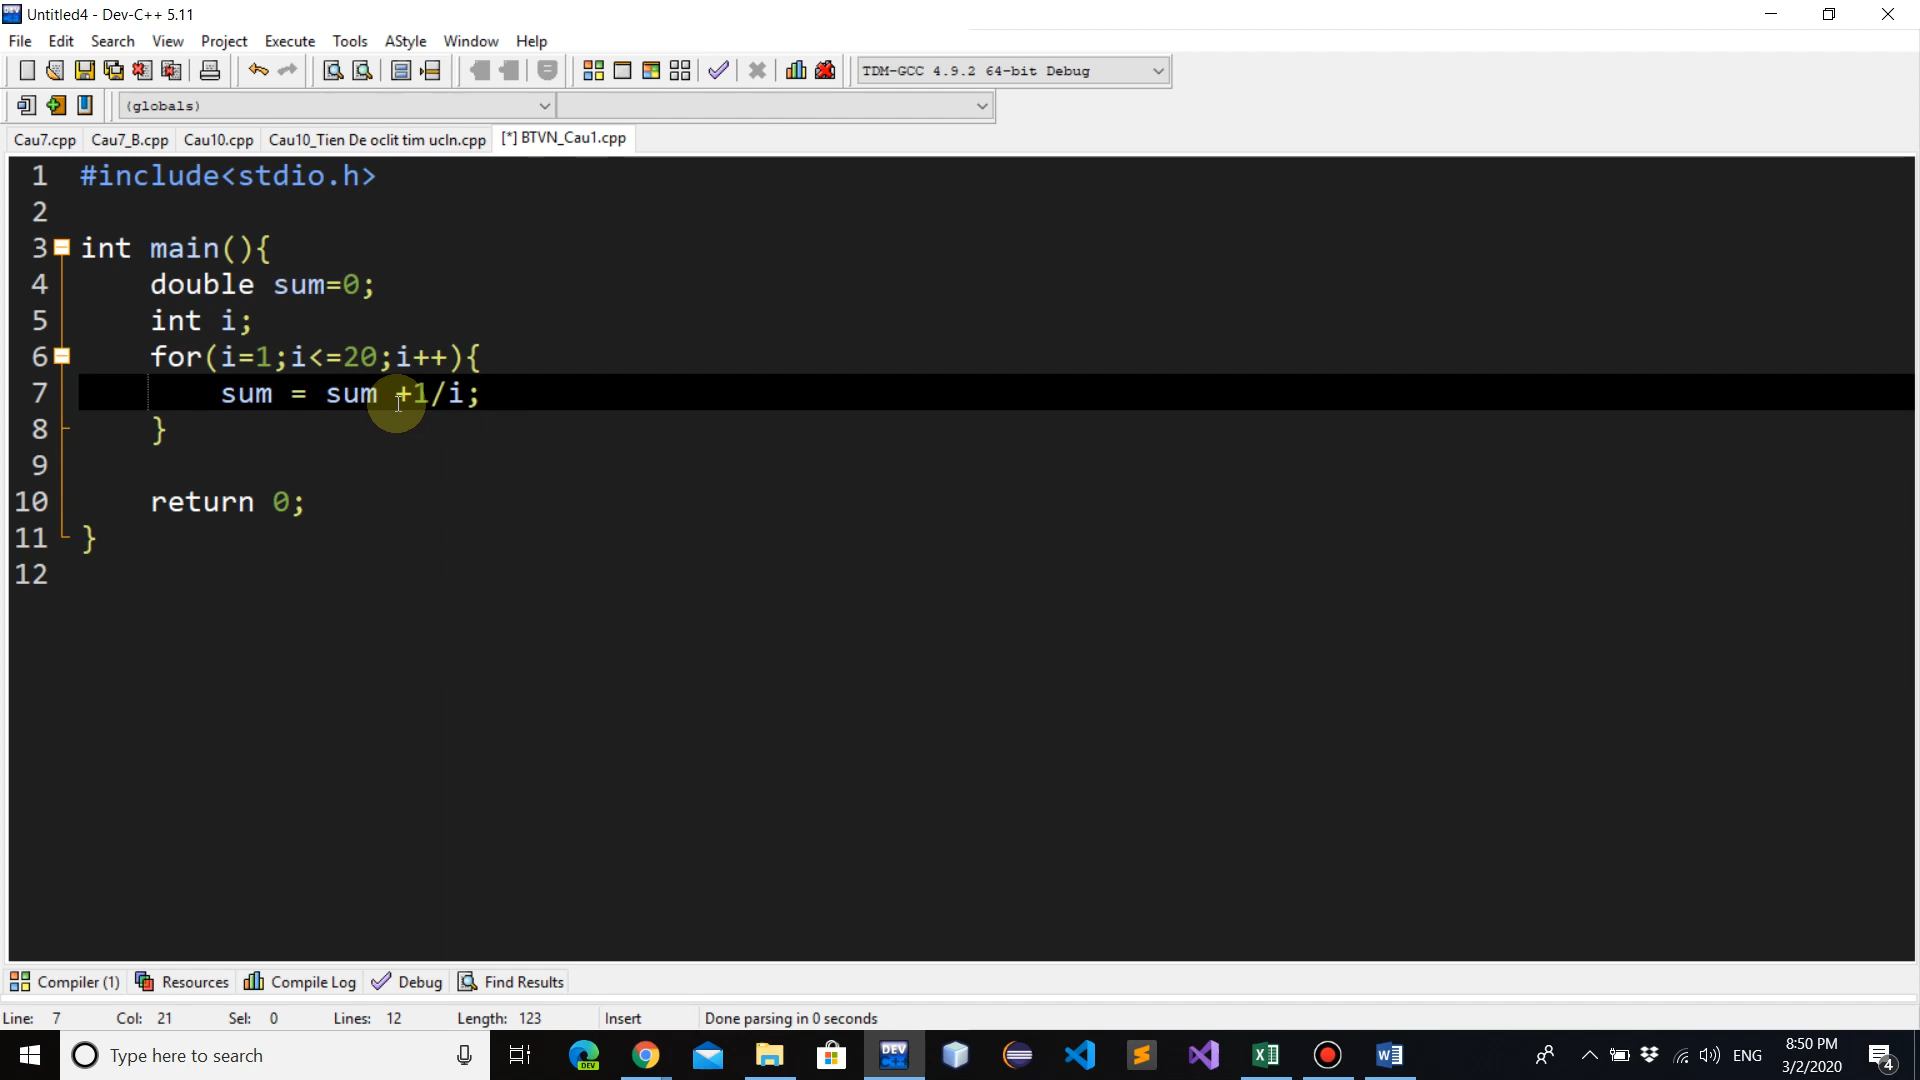 Untitled4 - Dev-C++ 5.11
File Edit Search View Project Execute Tools AStyle Window Help
TDM-GCC 4.9.2 64-bit Debug
(globals)
Cau7.cpp Cau7_B.cpp Cau10.cpp Cau10_Tien De oclit tim ucln.cpp [*] BTVN_Cau1.cpp
1 #include<stdio.h>
2
3 int main(){
4 double sum=0;
5 int i;
6 for(i=1;i<=20;i++){
7 sum = sum +1/i;
8 }
9
10 return 0;
11 }
12
Compiler (1) Resources Compile Log Debug Find Results
Line: 7 Col: 21 Sel: 0 Lines: 12 Length: 123 Insert Done parsing in 0 seconds
Type here to search DEV DEV ENG 8:50 PM
3/2/2020 4